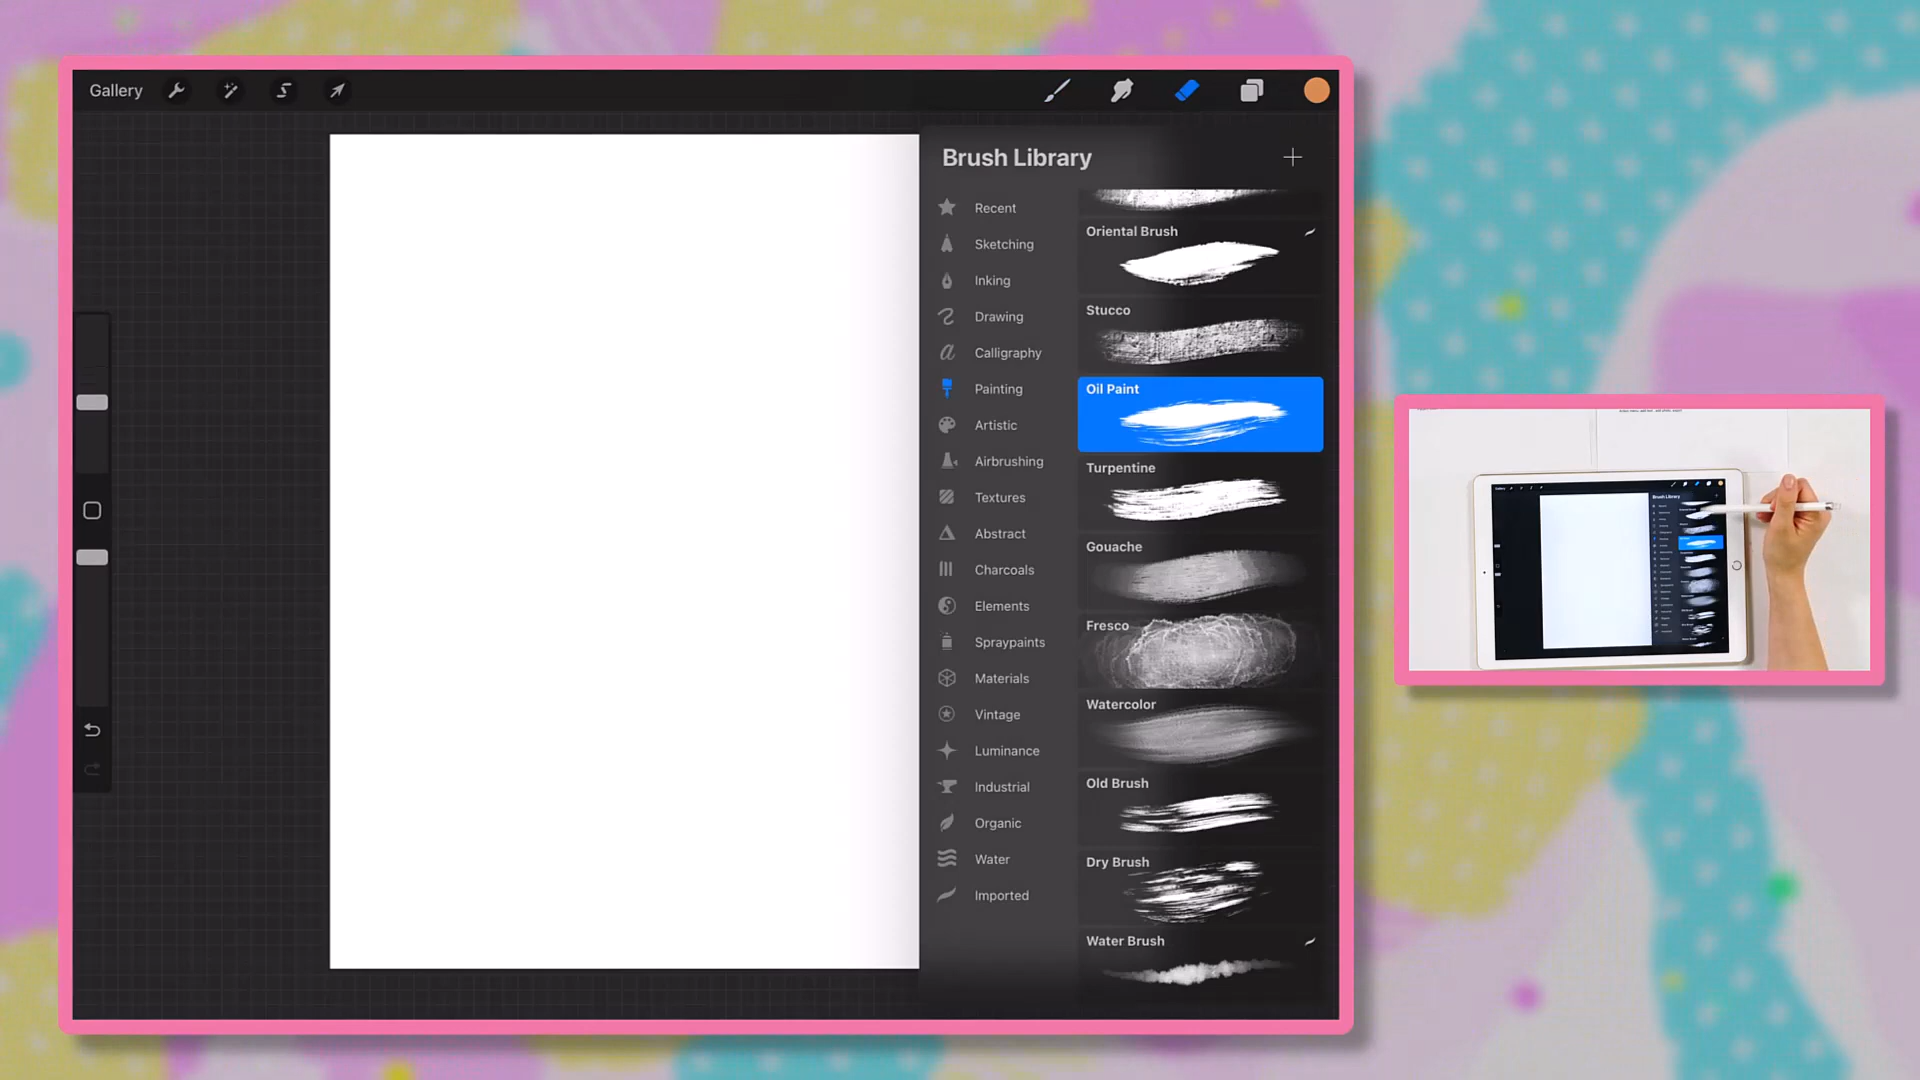 Gallery
Brush Library
Recent
Sketching
Inking
Drawing
Calligraphy
Painting
Artistic
Airbrushing
Textures
Abstract
Charcoals
Elements
Spraypaints
Materials
Vintage
Luminance
Industrial
Organic
Water
Imported
Oriental Brush
Stucco
Oil Paint
Turpentine
Gouache
Fresco
Watercolor
Old Brush
Dry Brush
Water Brush
Brush Library